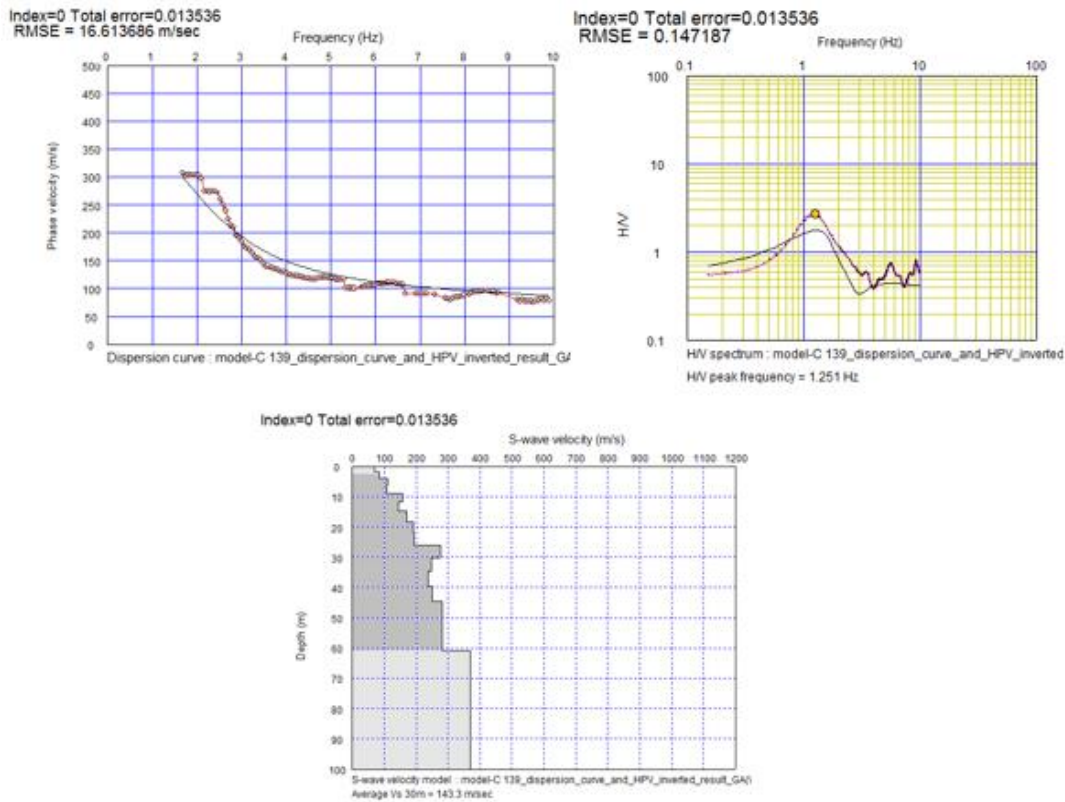 Index=0 Total error=0.013536
RMSE = 16.613686 m/sec
Frequency (Hz)
0 1 2 3 4 5 6 7 8 9 10
500
450
400
350
300
250
200
150
100
50
0
Phase velocity (m/s)
Dispersion curve : model-C 139_dispersion_curve_and_HPV_inverted_result_GA
Index=0 Total error=0.013536
RMSE = 0.147187
Frequency (Hz)
0.1 1 10 100
100
10
1
0.1
H/V
H/V spectrum : model-C 139_dispersion_curve_and_HPV_inverted
H/V peak frequency = 1.251 Hz
Index=0 Total error=0.013536
S-wave velocity (m/s)
0 100 200 300 400 500 600 700 800 900 1000 1100 1200
0
10
20
30
40
50
60
70
80
90
100
Depth (m)
S-wave velocity model : model-C 139_dispersion_curve_and_HPV_inverted_result_GA(
Average Vs 30m = 143.3 m/sec